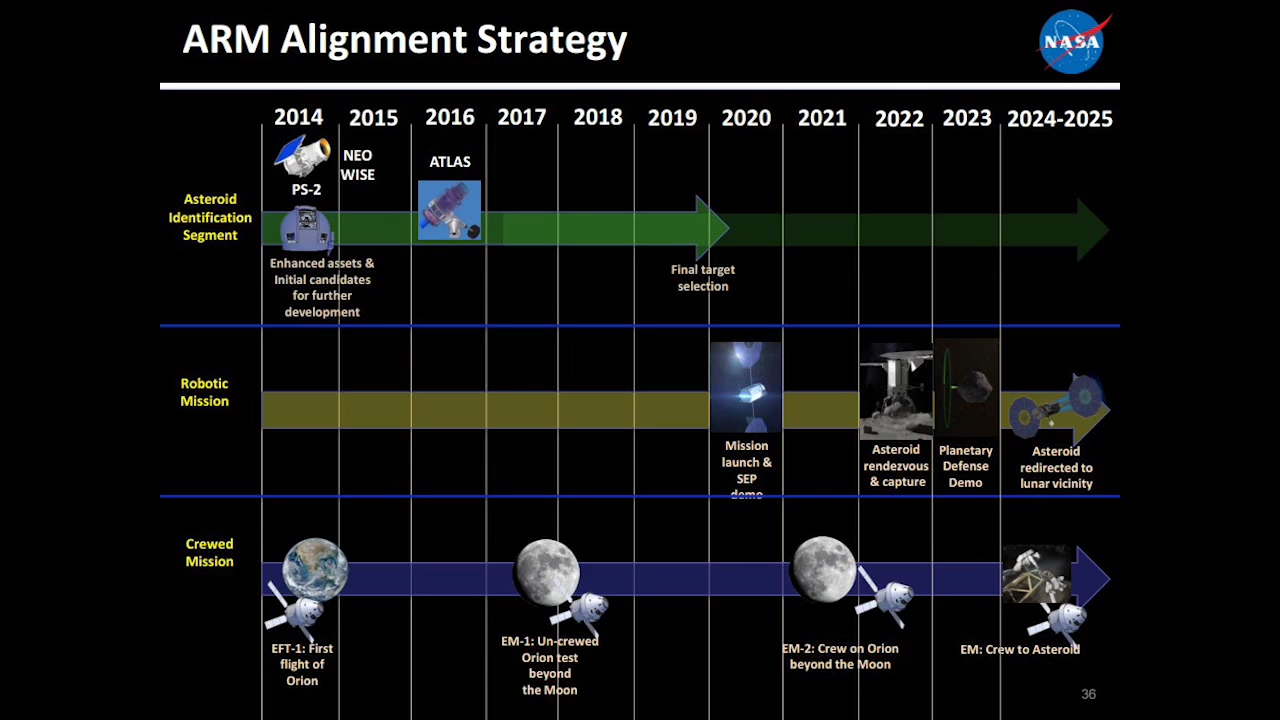 ARM Alignment Strategy
NASA
2014 2015 2016 2017 2018 2019 2020 2021 2022 2023 2024-2025
NEO
WISE
ATLAS
PS-2
Asteroid
Identification
Segment
Enhanced assets &
Initial candidates
for further
development
Final target
selection
Robotic
Mission
Mission
launch &
SEP
demo
Asteroid
rendezvous
& capture
Planetary
Defense
Demo
Asteroid
redirected to
lunar vicinity
Crewed
Mission
EFT-1: First
flight of
Orion
EM-1: Un-crewed
Orion test
beyond
the Moon
EM-2: Crew on Orion
beyond the Moon
EM: Crew to Asteroid
36